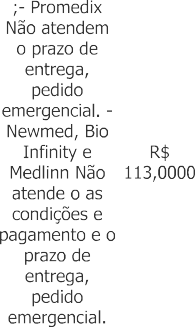 ;- Promedix
Não atendem
o prazo de
entrega,
pedido
emergencial. -
Newmed, Bio
Infinity e
Medlinn Não
atende o as
condições e
pagamento e o
prazo de
entrega,
pedido
emergencial.
R$
113,0000